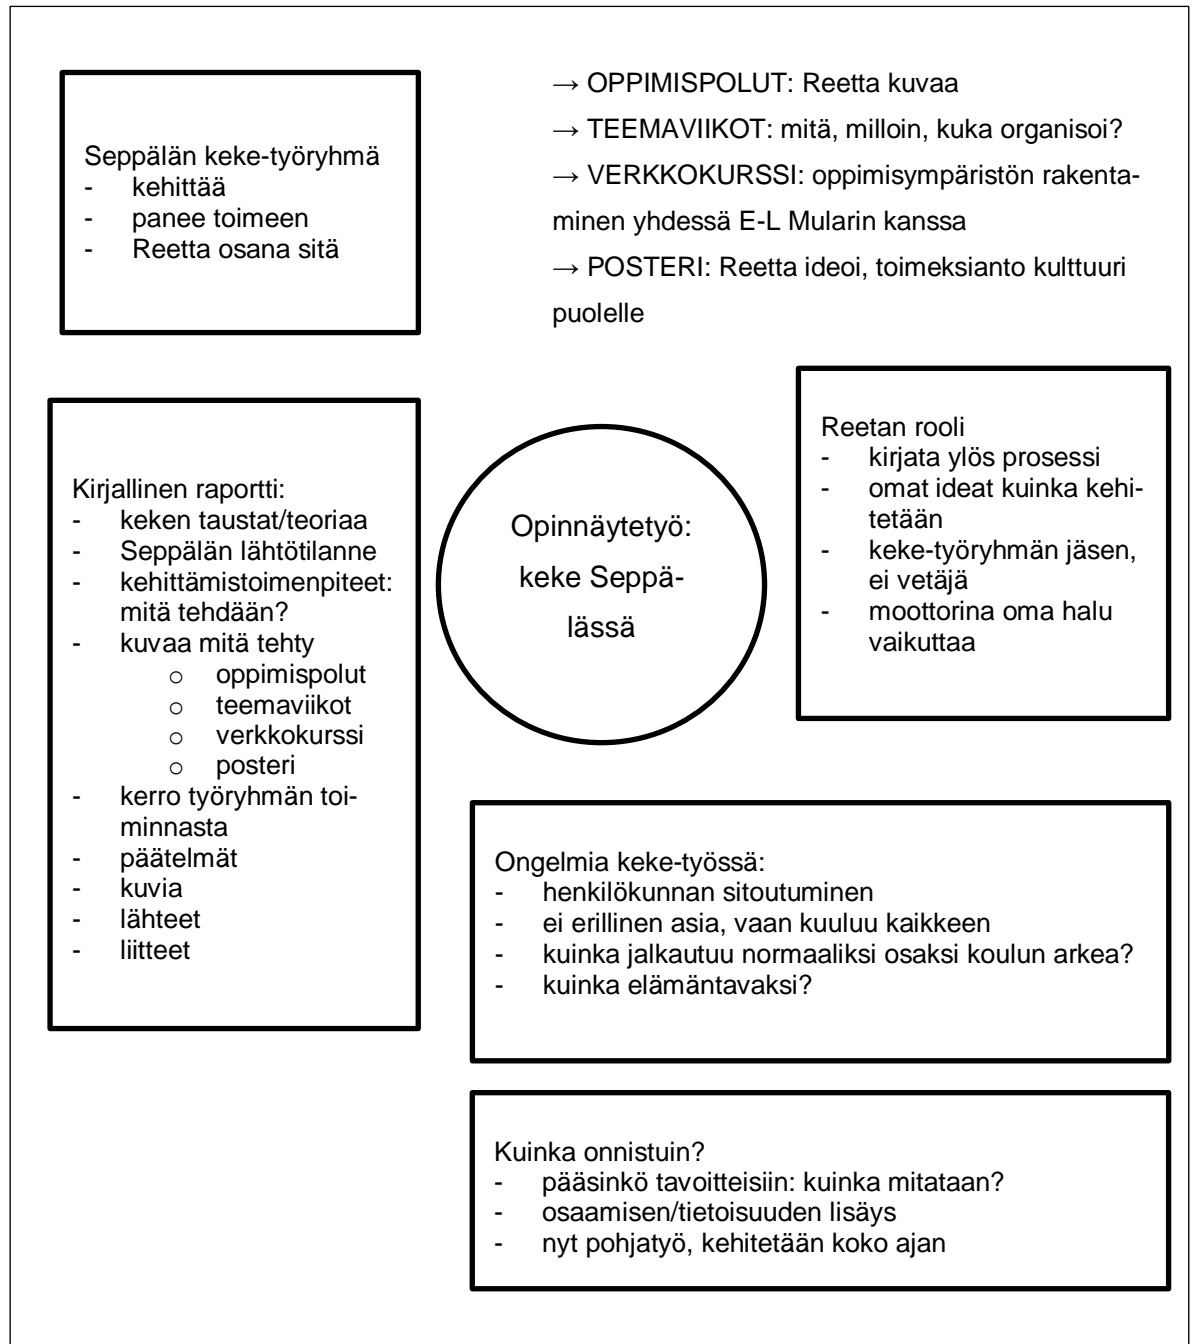 Seppälän keke-työryhmä
- kehittää
- panee toimeen
- Reetta osana sitä
→ OPPIMISPOLUT: Reetta kuvaa
→ TEEMAVIIKOT: mitä, milloin, kuka organisoi?
→ VERKKOKURSSI: oppimisympäristön rakenta-
minen yhdessä E-L Mularin kanssa
→ POSTERI: Reetta ideoi, toimeksianto kulttuuri
puolelle
Kirjallinen raportti:
- keken taustat/teoriaa
- Seppälän lähtötilanne
- kehittämistoimenpiteet:
mitä tehdään?
- kuvaa mitä tehty
o oppimispolut
o teemaviikot
o verkkokurssi
o posteri
- kerro työryhmän toi-
minnasta
- päätelmät
- kuvia
- lähteet
- liitteet
Opinnäytetyö:
keke Seppä-
lässä
Reetan rooli
- kirjata ylös prosessi
- omat ideat kuinka kehi-
tetään
- keke-työryhmän jäsen,
ei vetäjä
- moottorina oma halu
vaikuttaa
Ongelmia keke-työssä:
- henkilökunnan sitoutuminen
- ei erillinen asia, vaan kuuluu kaikkeen
- kuinka jalkautuu normaaliksi osaksi koulun arkea?
- kuinka elämäntavaksi?
Kuinka onnistuin?
- pääsinkö tavoitteisiin: kuinka mitataan?
- osaamisen/tietoisuuden lisäys
- nyt pohjatyö, kehitetään koko ajan